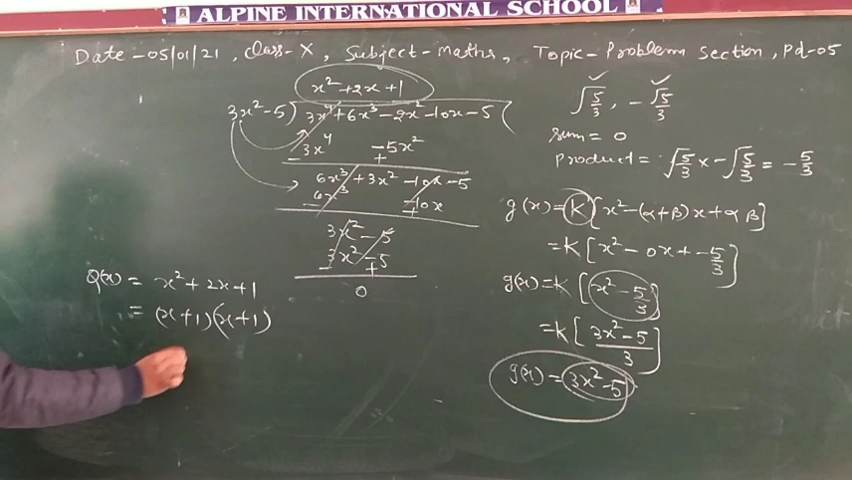 ALPINE INTERNATIONAL SCHOOL
Date - 05/01/21, Class - X, Subject - Maths, Topic - Problem Section, Pd-05
x² + 2x + 1
3x² - 5) 3x⁴ + 6x³ - 2x² - 10x - 5 (
- 3x⁴ - 5x²
+
6x³ + 3x² - 10x - 5
6x³ - 10x
- +
3x² - 5
3x² - 5
- +
0
Q(x) = x² + 2x + 1
= (x + 1)(x + 1)
√5/3, - √5/3
Sum = 0
Product = √5/3 x - √5/3 = - 5/3
g(x) = K [x² - (α + β)x + α β]
= K [x² - 0x + - 5/3]
g(x) = K [x² - 5/3]
= K [3x² - 5 / 3]
g(x) = 3x² - 5